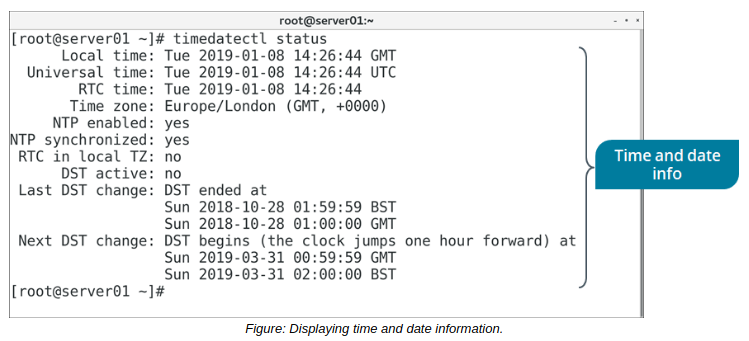 root@server01:~
[root@server01 ~]# timedatectl status
Local time: Tue 2019-01-08 14:26:44 GMT
Universal time: Tue 2019-01-08 14:26:44 UTC
RTC time: Tue 2019-01-08 14:26:44
Time zone: Europe/London (GMT, +0000)
NTP enabled: yes
NTP synchronized: yes
RTC in local TZ: no
DST active: no
Last DST change: DST ended at
Sun 2018-10-28 01:59:59 BST
Sun 2018-10-28 01:00:00 GMT
Next DST change: DST begins (the clock jumps one hour forward) at
Sun 2019-03-31 00:59:59 GMT
Sun 2019-03-31 02:00:00 BST
[root@server01 ~]#
Time and date
info
Figure: Displaying time and date information.